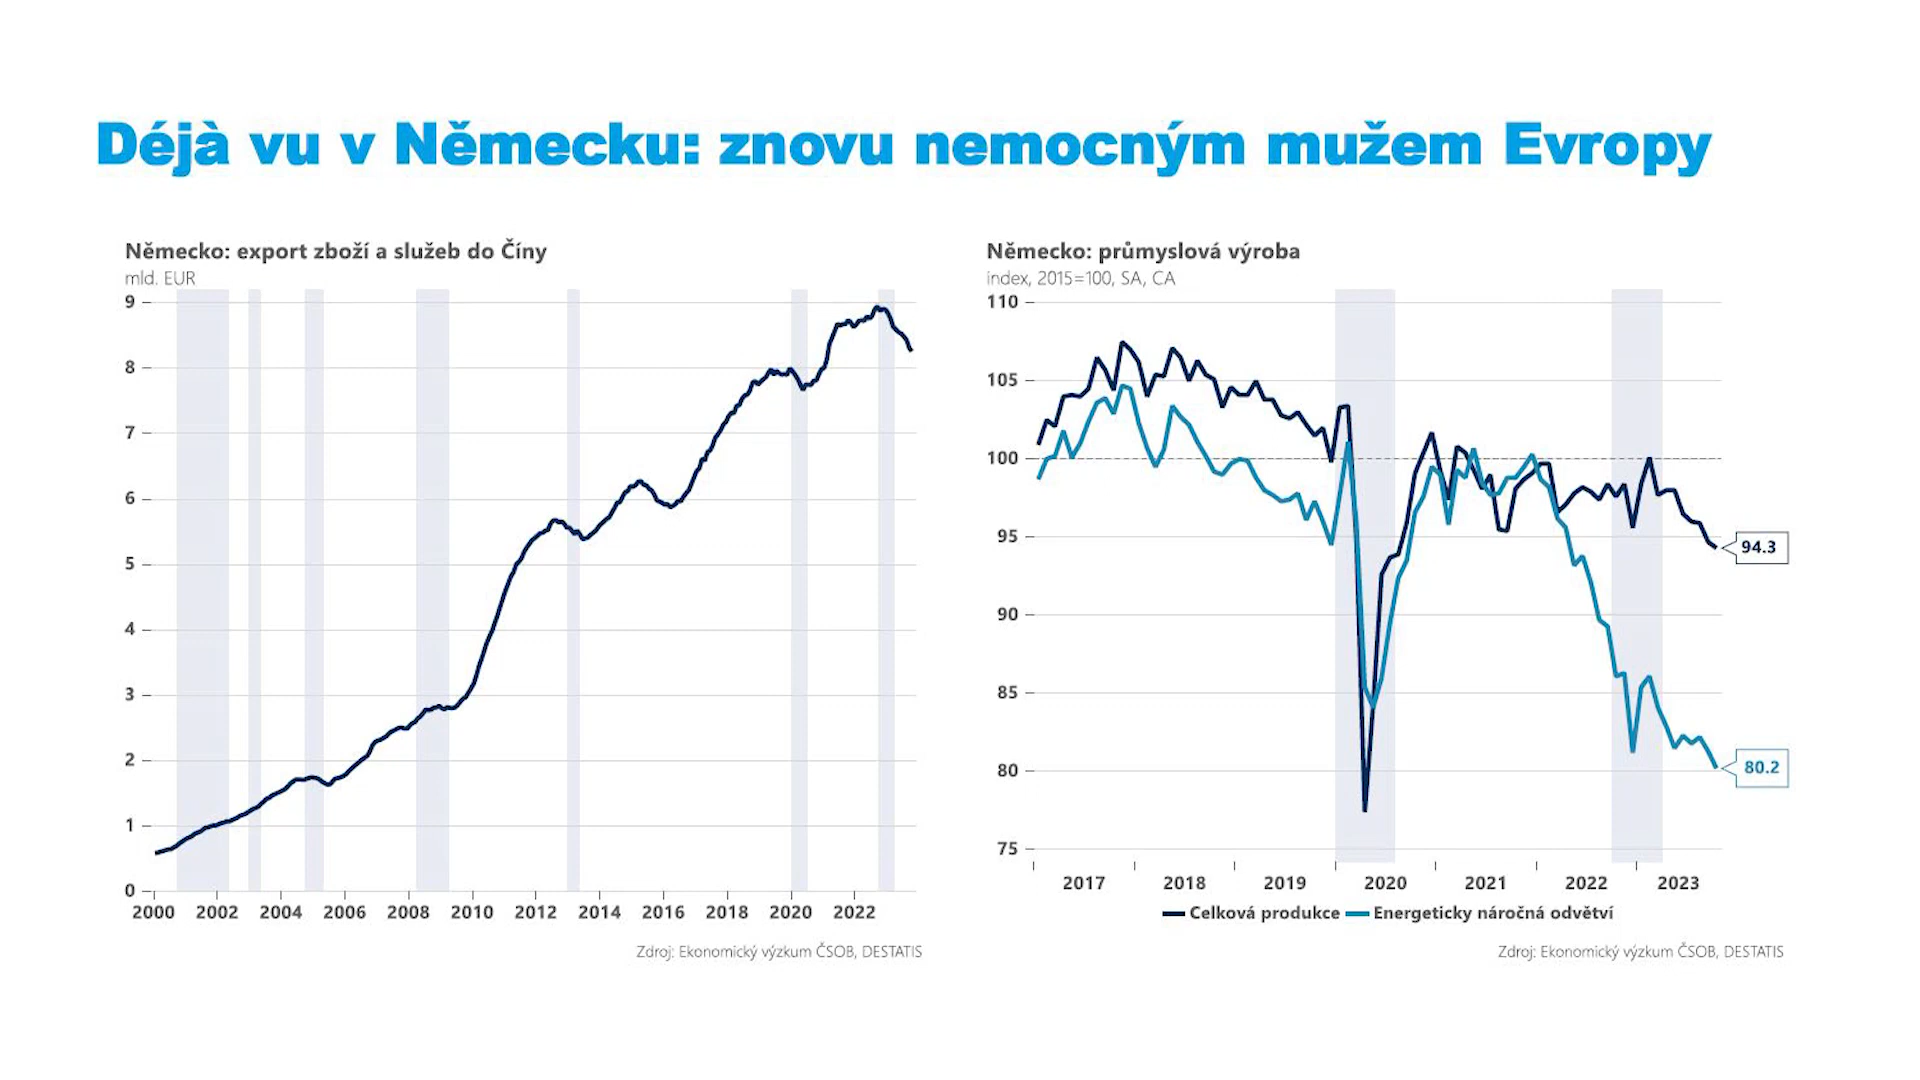 Déjà vu v Německu: znovu nemocným mužem Evropy
Německo: export zboží a služeb do Číny
mld. EUR
9
8
7
6
5
4
3
2
1
0
2000 2002 2004 2006 2008 2010 2012 2014 2016 2018 2020 2022
Zdroj: Ekonomický výzkum ČSOB, DESTATIS
Německo: průmyslová výroba
index, 2015=100, SA, CA
110
105
100
95
90
85
80
75
94.3
80.2
2017 2018 2019 2020 2021 2022 2023
Celková produkce Energeticky náročná odvětví
Zdroj: Ekonomický výzkum ČSOB, DESTATIS